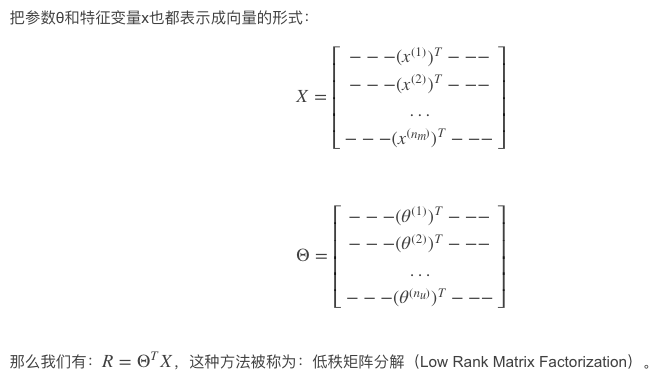 把参数θ和特征变量x也都表示成向量的形式：
− − −(x⁽¹⁾)ᵀ − −−
− − −(x⁽²⁾)ᵀ − −−
X =
. . .
− − −(x^(n_m))ᵀ − −−
− − −(θ⁽¹⁾)ᵀ − −−
− − −(θ⁽²⁾)ᵀ − −−
Θ =
. . .
− − −(θ^(n_u))ᵀ − −−
那么我们有：R = ΘᵀX，这种方法被称为：低秩矩阵分解（Low Rank Matrix Factorization）。